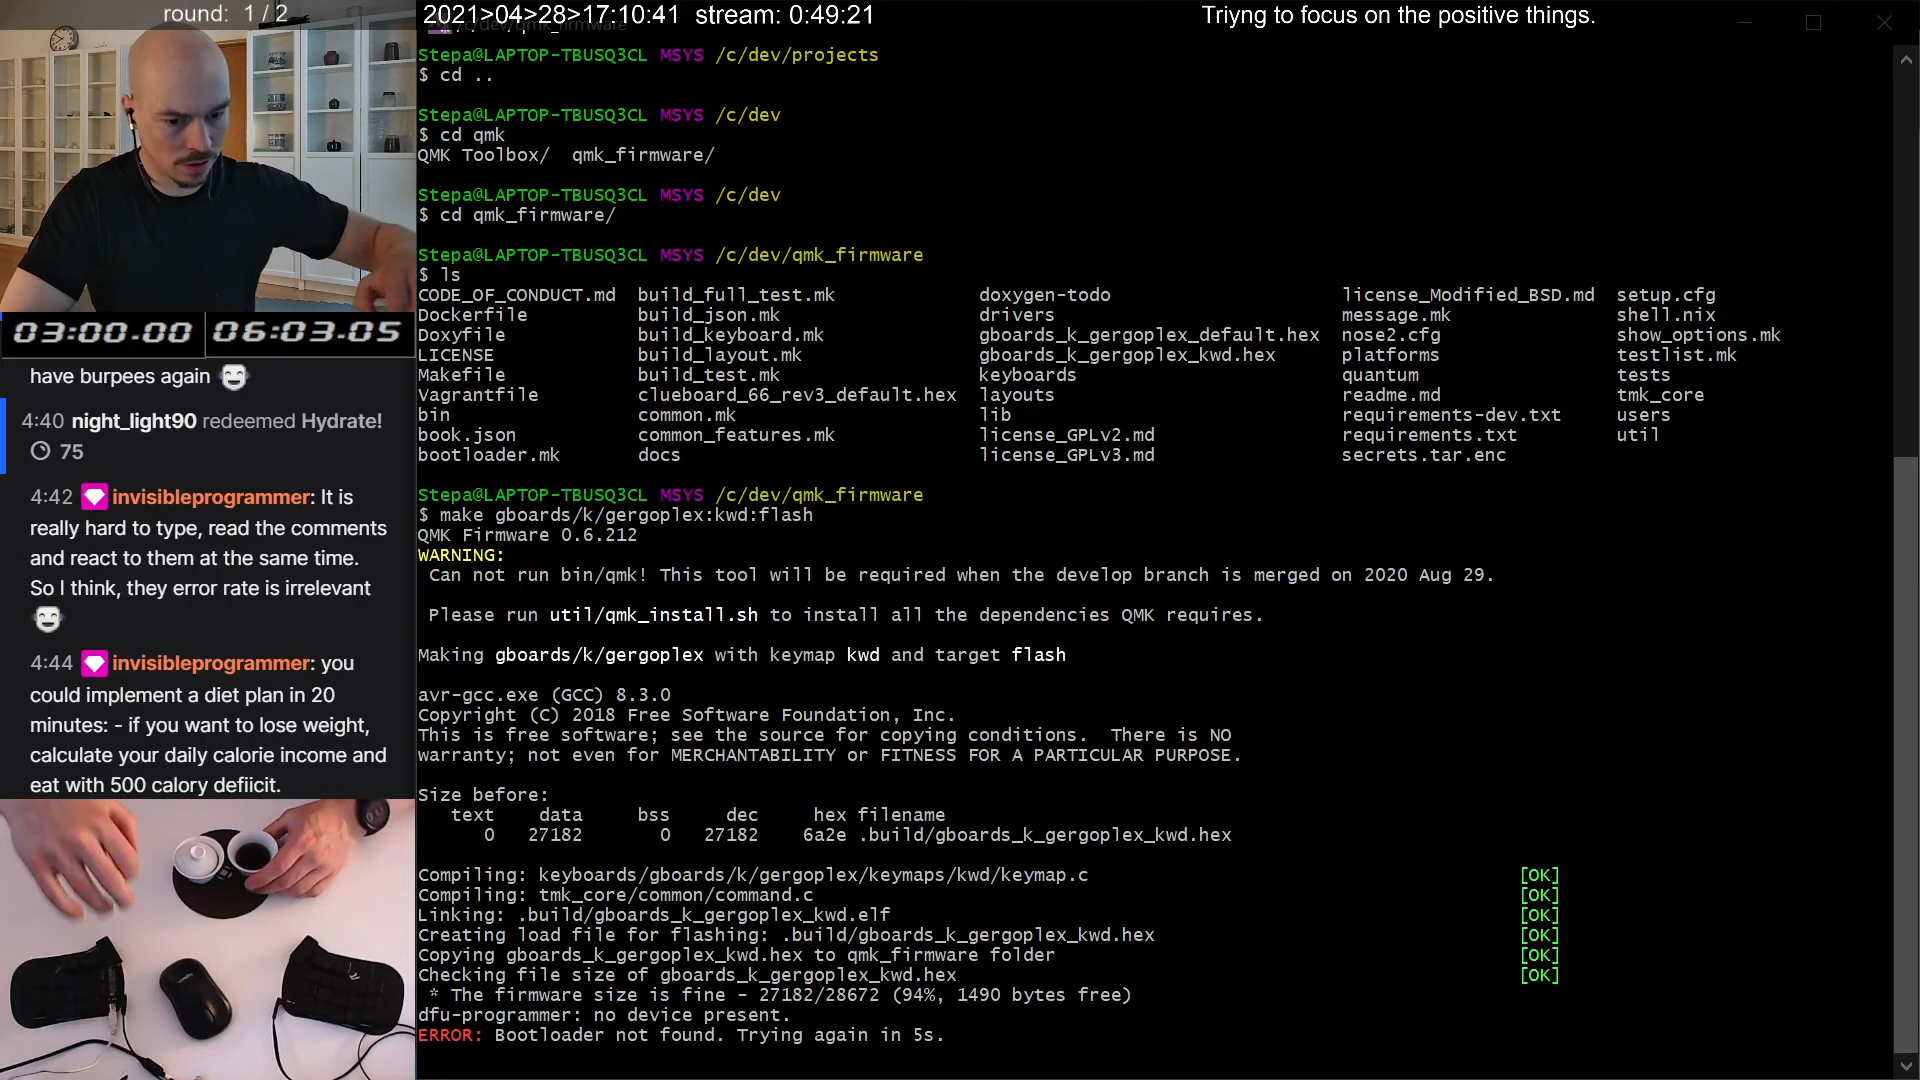 round: 1 / 2
2021>04>28>17:10:41 stream: 0:49:21
Triyng to focus on the positive things.
/c/dev/qmk_firmware
Stepa@LAPTOP-TBUSQ3CL MSYS /c/dev/projects
$ cd ..
Stepa@LAPTOP-TBUSQ3CL MSYS /c/dev
$ cd qmk
QMK Toolbox/ qmk_firmware/
Stepa@LAPTOP-TBUSQ3CL MSYS /c/dev
$ cd qmk_firmware/
Stepa@LAPTOP-TBUSQ3CL MSYS /c/dev/qmk_firmware
$ ls
CODE_OF_CONDUCT.md build_full_test.mk doxygen-todo license_Modified_BSD.md setup.cfg
Dockerfile build_json.mk drivers message.mk shell.nix
Doxyfile build_keyboard.mk gboards_k_gergoplex_default.hex nose2.cfg show_options.mk
LICENSE build_layout.mk gboards_k_gergoplex_kwd.hex platforms testlist.mk
Makefile build_test.mk keyboards quantum tests
Vagrantfile clueboard_66_rev3_default.hex layouts readme.md tmk_core
bin common.mk lib requirements-dev.txt users
book.json common_features.mk license_GPLv2.md requirements.txt util
bootloader.mk docs license_GPLv3.md secrets.tar.enc
Stepa@LAPTOP-TBUSQ3CL MSYS /c/dev/qmk_firmware
$ make gboards/k/gergoplex:kwd:flash
QMK Firmware 0.6.212
WARNING:
Can not run bin/qmk! This tool will be required when the develop branch is merged on 2020 Aug 29.
Please run util/qmk_install.sh to install all the dependencies QMK requires.
Making gboards/k/gergoplex with keymap kwd and target flash
avr-gcc.exe (GCC) 8.3.0
Copyright (C) 2018 Free Software Foundation, Inc.
This is free software; see the source for copying conditions.  There is NO
warranty; not even for MERCHANTABILITY or FITNESS FOR A PARTICULAR PURPOSE.
Size before:
text data bss dec hex filename
0 27182 0 27182 6a2e .build/gboards_k_gergoplex_kwd.hex
Compiling: keyboards/gboards/k/gergoplex/keymaps/kwd/keymap.c [OK]
Compiling: tmk_core/common/command.c [OK]
Linking: .build/gboards_k_gergoplex_kwd.elf [OK]
Creating load file for flashing: .build/gboards_k_gergoplex_kwd.hex [OK]
Copying gboards_k_gergoplex_kwd.hex to qmk_firmware folder [OK]
Checking file size of gboards_k_gergoplex_kwd.hex [OK]
* The firmware size is fine - 27182/28672 (94%, 1490 bytes free)
dfu-programmer: no device present.
ERROR: Bootloader not found. Trying again in 5s.
03:00.00 06:03.05
have burpees again
4:40 night_light90 redeemed Hydrate!
75
4:42 invisibleprogrammer: It is
really hard to type, read the comments
and react to them at the same time.
So I think, they error rate is irrelevant
4:44 invisibleprogrammer: you
could implement a diet plan in 20
minutes: - if you want to lose weight,
calculate your daily calorie income and
eat with 500 calory defiicit.